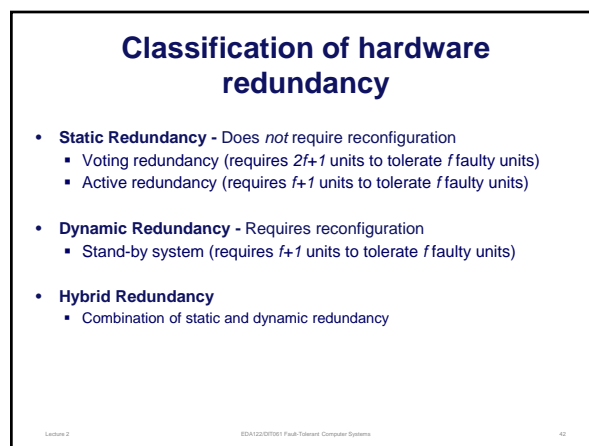 Classification of hardware
redundancy
• Static Redundancy - Does not require reconfiguration
▪ Voting redundancy (requires 2f+1 units to tolerate f faulty units)
▪ Active redundancy (requires f+1 units to tolerate f faulty units)
• Dynamic Redundancy - Requires reconfiguration
▪ Stand-by system (requires f+1 units to tolerate f faulty units)
• Hybrid Redundancy
▪ Combination of static and dynamic redundancy
Lecture 2 EDA122/DIT061 Fault-Tolerant Computer Systems 42